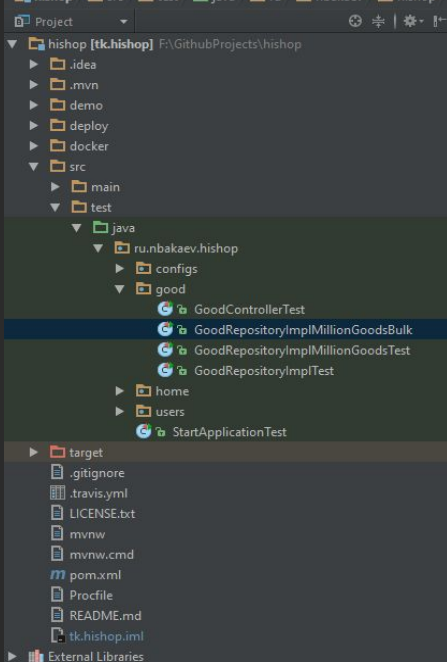 Project
hishop [tk.hishop] F:\GithubProjects\hishop
.idea
.mvn
demo
deploy
docker
src
main
test
java
ru.nbakaev.hishop
configs
good
GoodControllerTest
GoodRepositoryImplMillionGoodsBulk
GoodRepositoryImplMillionGoodsTest
GoodRepositoryImplTest
home
users
StartApplicationTest
target
.gitignore
.travis.yml
LICENSE.txt
mvnw
mvnw.cmd
m pom.xml
Procfile
README.md
tk.hishop.iml
External Libraries